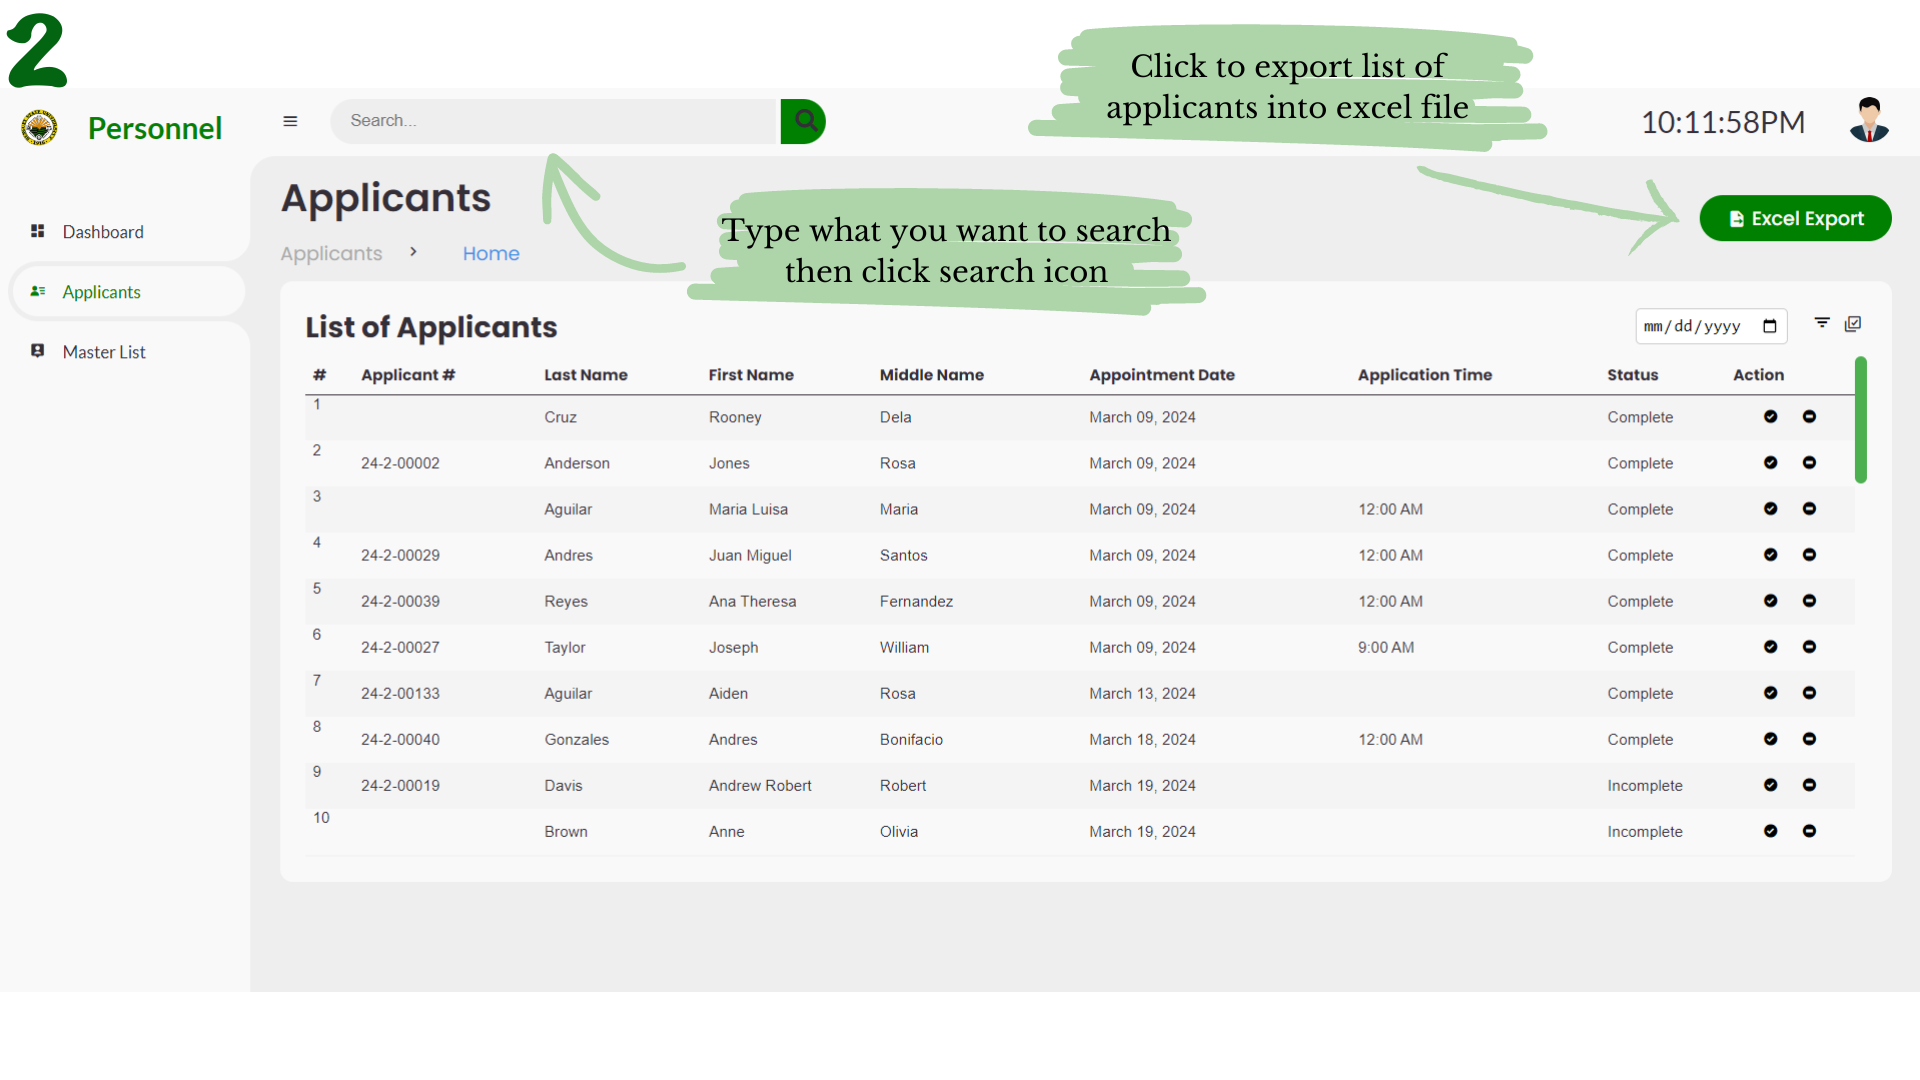 2
Click to export list of
applicants into excel file
Personnel
Search...
10:11:58PM
Applicants
Type what you want to search
then click search icon
Excel Export
Dashboard
Applicants > Home
Applicants
Master List
List of Applicants
mm/dd/yyyy
# Applicant # Last Name First Name Middle Name Appointment Date Application Time Status Action
1 Cruz Rooney Dela March 09, 2024 Complete
2 24-2-00002 Anderson Jones Rosa March 09, 2024 Complete
3 Aguilar Maria Luisa Maria March 09, 2024 12:00 AM Complete
4 24-2-00029 Andres Juan Miguel Santos March 09, 2024 12:00 AM Complete
5 24-2-00039 Reyes Ana Theresa Fernandez March 09, 2024 12:00 AM Complete
6 24-2-00027 Taylor Joseph William March 09, 2024 9:00 AM Complete
7 24-2-00133 Aguilar Aiden Rosa March 13, 2024 Complete
8 24-2-00040 Gonzales Andres Bonifacio March 18, 2024 12:00 AM Complete
9 24-2-00019 Davis Andrew Robert Robert March 19, 2024 Incomplete
10 Brown Anne Olivia March 19, 2024 Incomplete